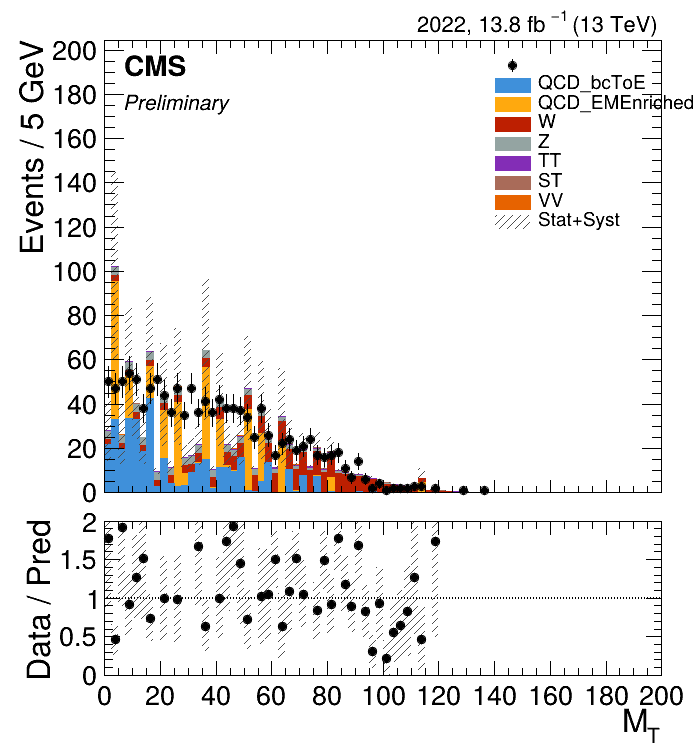 2022, 13.8 fb⁻¹ (13 TeV)
Events / 5 GeV
200
180
160
140
120
100
80
60
40
20
0
CMS
Preliminary
QCD_bcToE
QCD_EMEnriched
W
Z
TT
ST
VV
Stat+Syst
Data / Pred
2
1.5
1
0.5
0
0 20 40 60 80 100 120 140 160 180 200
M_T